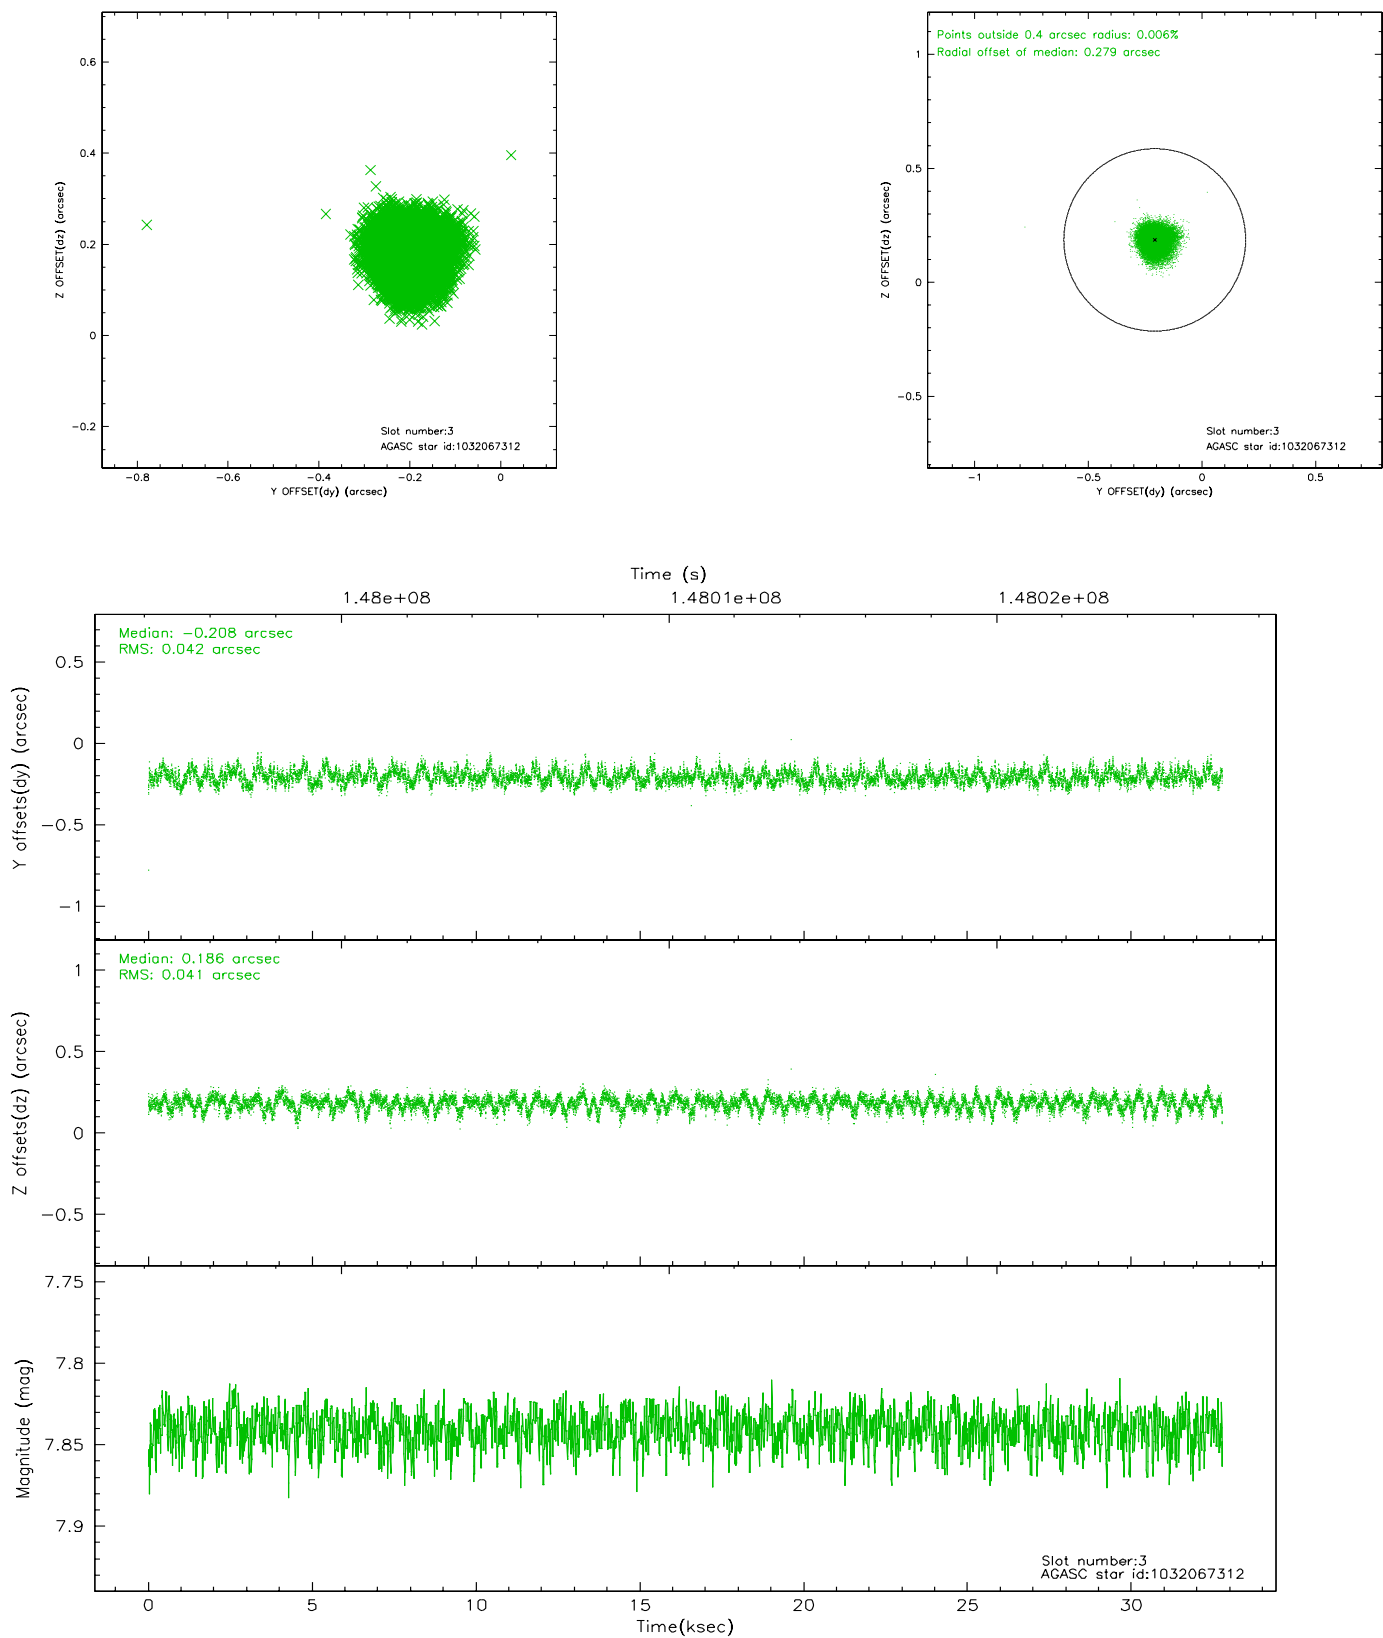 0.6
0.4
0.2
0
−0.2
Z OFFSET(dz) (arcsec)
Slot number:3
AGASC star id:1032067312
−0.8 −0.6 −0.4 −0.2 0
Y OFFSET(dy) (arcsec)
Points outside 0.4 arcsec radius: 0.006%
Radial offset of median: 0.279 arcsec
1
0.5
0
−0.5
Z OFFSET(dz) (arcsec)
Slot number:3
AGASC star id:1032067312
−1 −0.5 0 0.5
Y OFFSET(dy) (arcsec)
Time (s)
1.48e+08 1.4801e+08 1.4802e+08
Median: −0.208 arcsec
RMS: 0.042 arcsec
0.5
0
−0.5
−1
Y offsets(dy) (arcsec)
Median: 0.186 arcsec
RMS: 0.041 arcsec
1
0.5
0
−0.5
Z offsets(dz) (arcsec)
7.75
7.8
7.85
7.9
Magnitude (mag)
Slot number:3
AGASC star id:1032067312
0 5 10 15 20 25 30
Time(ksec)